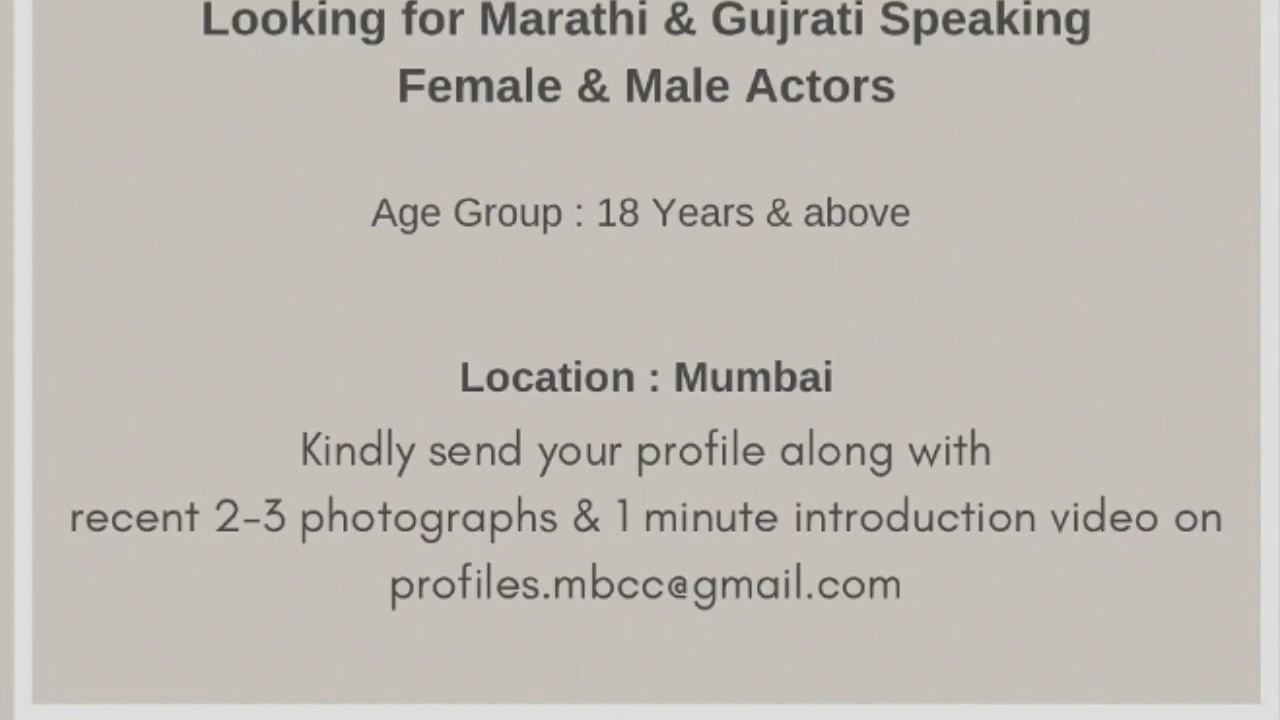 Looking for Marathi & Gujrati Speaking
Female & Male Actors
Age Group : 18 Years & above
Location : Mumbai
Kindly send your profile along with
recent 2-3 photographs & 1 minute introduction video on
profiles.mbcc@gmail.com